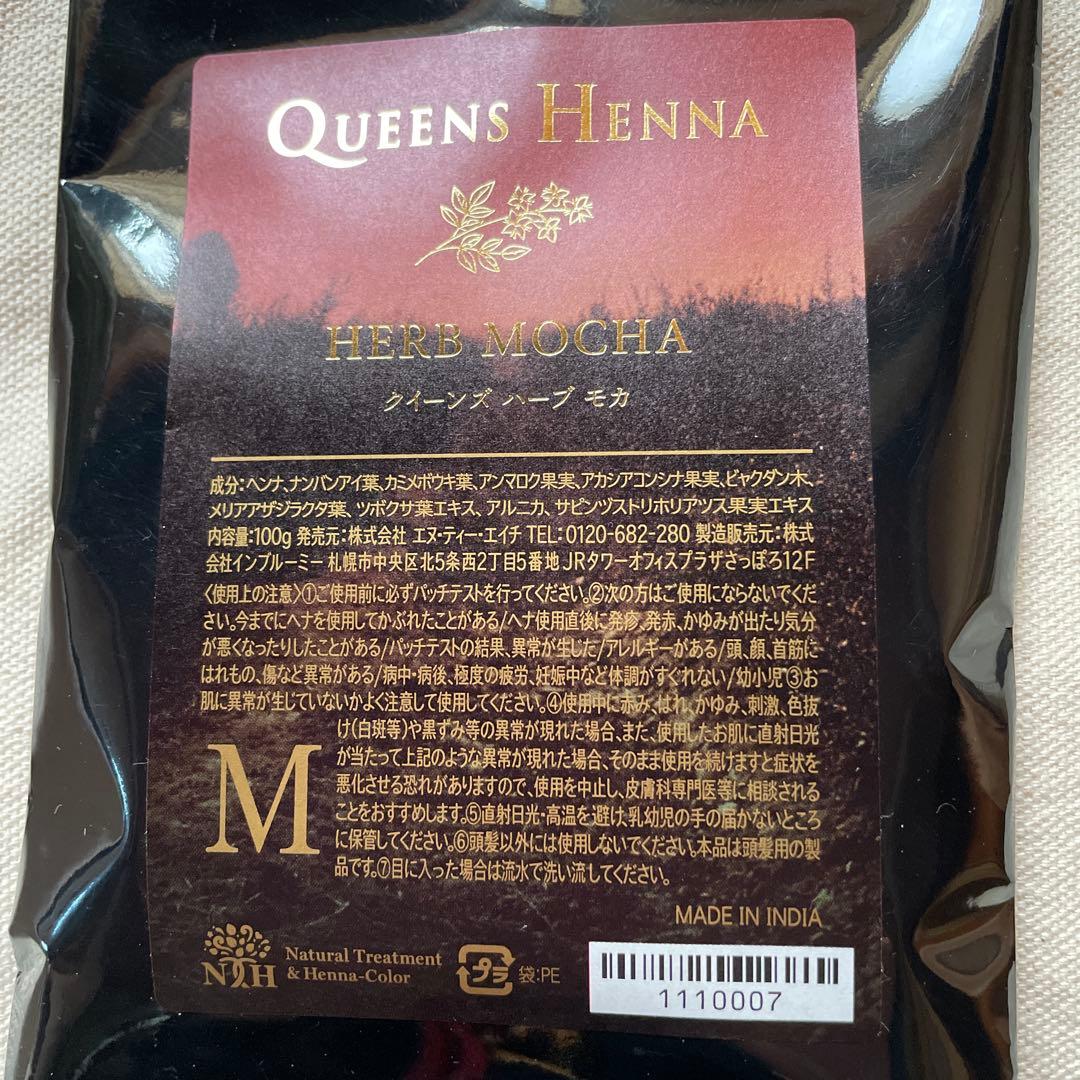 QUEENS HENNA
HERB MOCHA
クイーンズ ハーブ モカ
成分:ヘンナ、ナンバンアイ葉、カミメボウキ葉、アンマロク果実、アカシアコンシナ果実、ビャクダン木、
メリアアザジラクタ葉、ツボクサ葉エキス、アルニカ、サピンヅストリホリアツス果実エキス
内容量:100g 発売元:株式会社 エヌ・ティー・エイチ TEL:0120-682-280 製造販売元:株式
会社インブルーミー 札幌市中央区北5条西2丁目5番地 JRタワーオフィスプラザさっぽろ12F
〈使用上の注意〉①ご使用前に必ずパッチテストを行ってください。②次の方はご使用にならないでくだ
さい。今までにヘナを使用してかぶれたことがある/ヘナ使用直後に発疹、発赤、かゆみが出たり気分
が悪くなったりしたことがある/パッチテストの結果、異常が生じた/アレルギーがある/頭、顔、首筋に
はれもの、傷など異常がある/病中・病後、極度の疲労、妊娠中など体調がすぐれない/幼小児③お
肌に異常が生じていないかよく注意して使用してください。④使用中に赤み、はれ、かゆみ、刺激、色抜
け(白斑等)や黒ずみ等の異常が現れた場合、また、使用したお肌に直射日光
が当たって上記のような異常が現れた場合、そのまま使用を続けますと症状を
悪化させる恐れがありますので、使用を中止し、皮膚科専門医等に相談される
ことをおすすめします。⑤直射日光・高温を避け、乳幼児の手の届かないところ
に保管してください。⑥頭髪以外には使用しないでください。本品は頭髪用の製
品です。⑦目に入った場合は流水で洗い流してください。
M
MADE IN INDIA
NTH
Natural Treatment
& Henna-Color
プラ
袋:PE
1110007